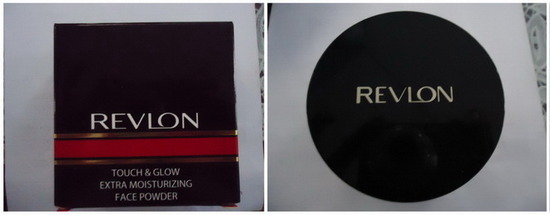 REVLON
TOUCH & GLOW
EXTRA MOISTURIZING
FACE POWDER
REVLON